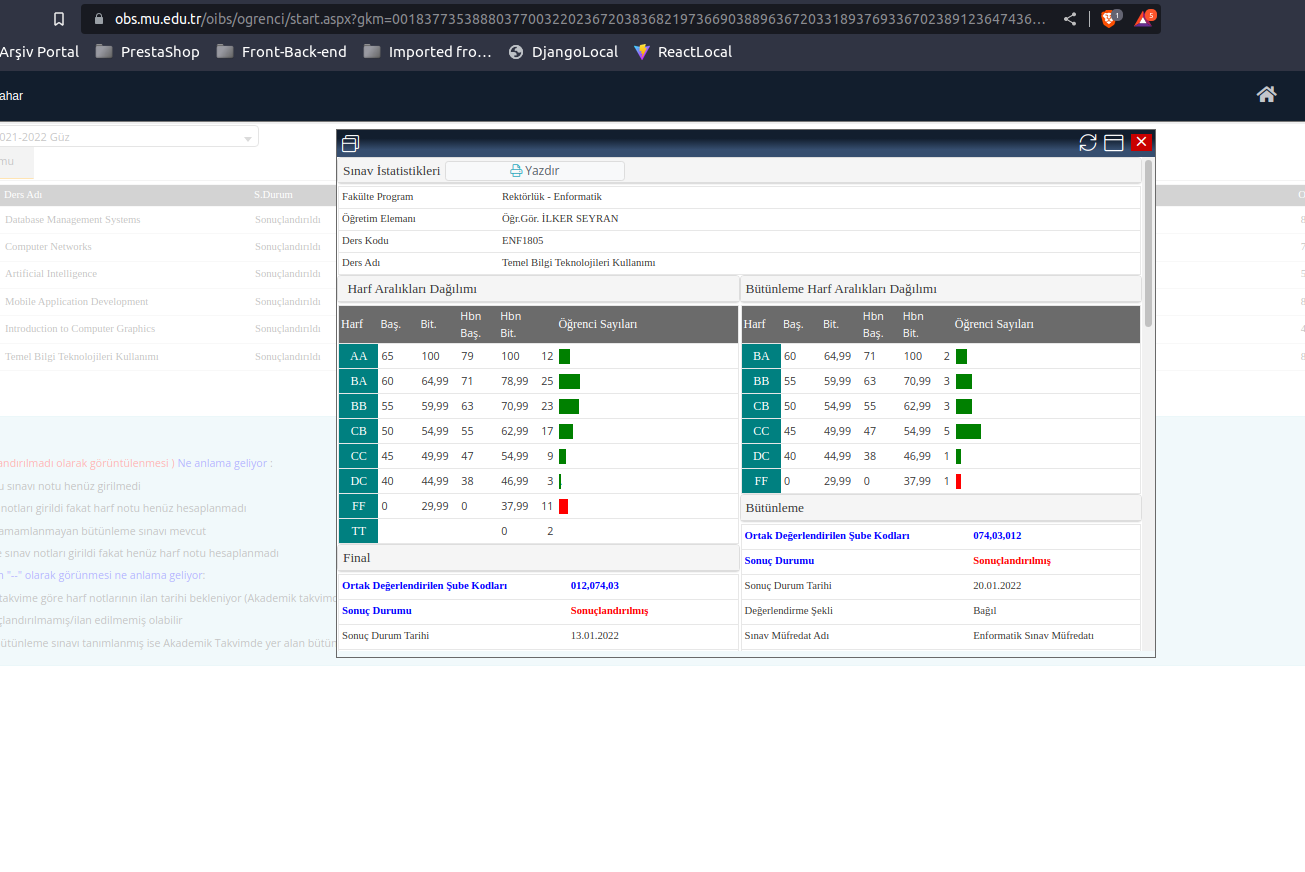 obs.mu.edu.tr/oibs/ogrenci/start.aspx?gkm=0018377353888037700322023672038368219736690388963672033189376933670238912364743６...
1
5
Arşiv Portal PrestaShop Front-Back-end Imported fro... DjangoLocal ReactLocal
ahar
021-2022 Güz
mu
Ders Adı S.Durum
Database Management Systems Sonuçlandırıldı
Computer Networks Sonuçlandırıldı
Artificial Intelligence Sonuçlandırıldı
Mobile Application Development Sonuçlandırıldı
Introduction to Computer Graphics Sonuçlandırıldı
Temel Bilgi Teknolojileri Kullanımı Sonuçlandırıldı
andırılmadı olarak görüntülenmesi ) Ne anlama geliyor :
u sınavı notu henüz girilmedi
notları girildi fakat harf notu henüz hesaplanmadı
amamlanmayan bütünleme sınavı mevcut
e sınav notları girildi fakat henüz harf notu hesaplanmadı
n "--" olarak görünmesi ne anlama geliyor:
takvime göre harf notlarının ilan tarihi bekleniyor (Akademik takvimd
çlandırılmamış/ilan edilmemiş olabilir
ütünleme sınavı tanımlanmış ise Akademik Takvimde yer alan bütün
Sınav İstatistikleri Yazdır
Fakülte Program Rektörlük - Enformatik
Öğretim Elemanı Öğr.Gör. İLKER SEYRAN
Ders Kodu ENF1805
Ders Adı Temel Bilgi Teknolojileri Kullanımı
Harf Aralıkları Dağılımı
Harf Baş. Bit. Hbn Baş. Hbn Bit. Öğrenci Sayıları
AA 65 100 79 100 12
BA 60 64,99 71 78,99 25
BB 55 59,99 63 70,99 23
CB 50 54,99 55 62,99 17
CC 45 49,99 47 54,99 9
DC 40 44,99 38 46,99 3
FF 0 29,99 0 37,99 11
TT 0 2
Final
Ortak Değerlendirilen Şube Kodları 012,074,03
Sonuç Durumu Sonuçlandırılmış
Sonuç Durum Tarihi 13.01.2022
Bütünleme Harf Aralıkları Dağılımı
Harf Baş. Bit. Hbn Baş. Hbn Bit. Öğrenci Sayıları
BA 60 64,99 71 100 2
BB 55 59,99 63 70,99 3
CB 50 54,99 55 62,99 3
CC 45 49,99 47 54,99 5
DC 40 44,99 38 46,99 1
FF 0 29,99 0 37,99 1
Bütünleme
Ortak Değerlendirilen Şube Kodları 074,03,012
Sonuç Durumu Sonuçlandırılmış
Sonuç Durum Tarihi 20.01.2022
Değerlendirme Şekli Bağıl
Sınav Müfredat Adı Enformatik Sınav Müfredatı